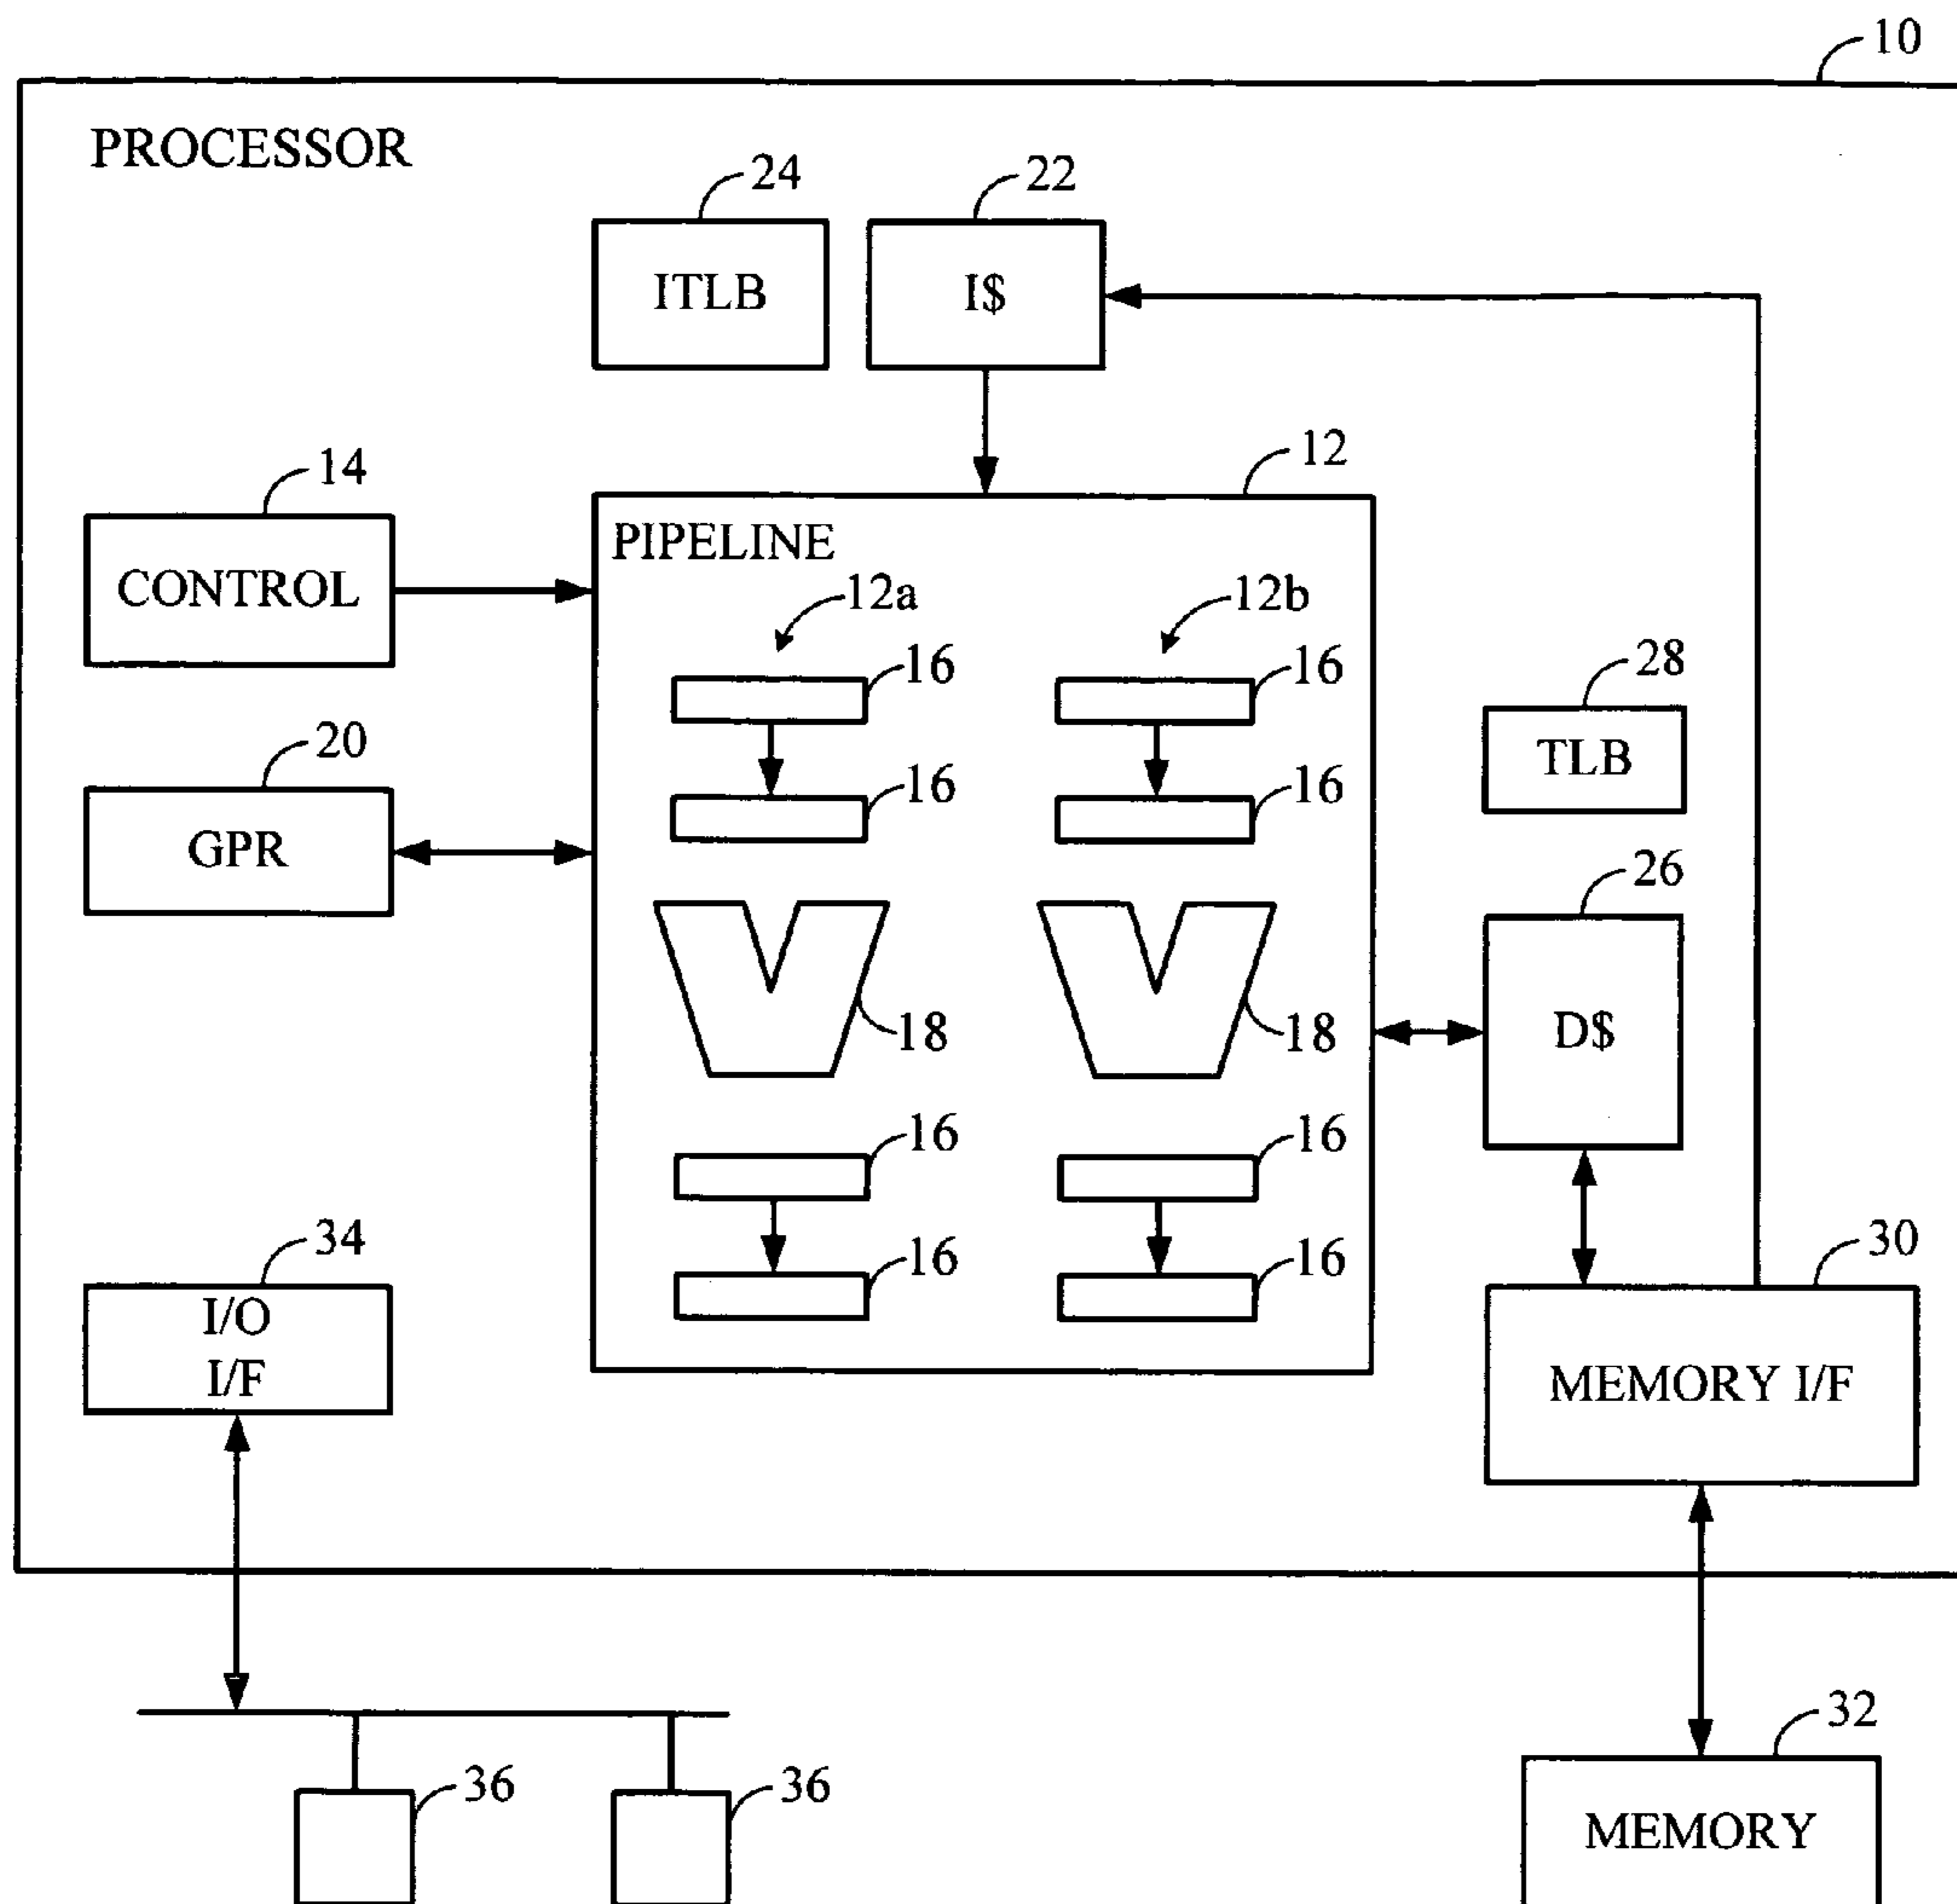 10
PROCESSOR
24
22
ITLB
I$
14
12
CONTROL
PIPELINE
12a
12b
16
16
28
TLB
20
GPR
16
16
26
D$
18
18
16
16
34
I/O
I/F
16
16
30
MEMORY I/F
32
MEMORY
36
36